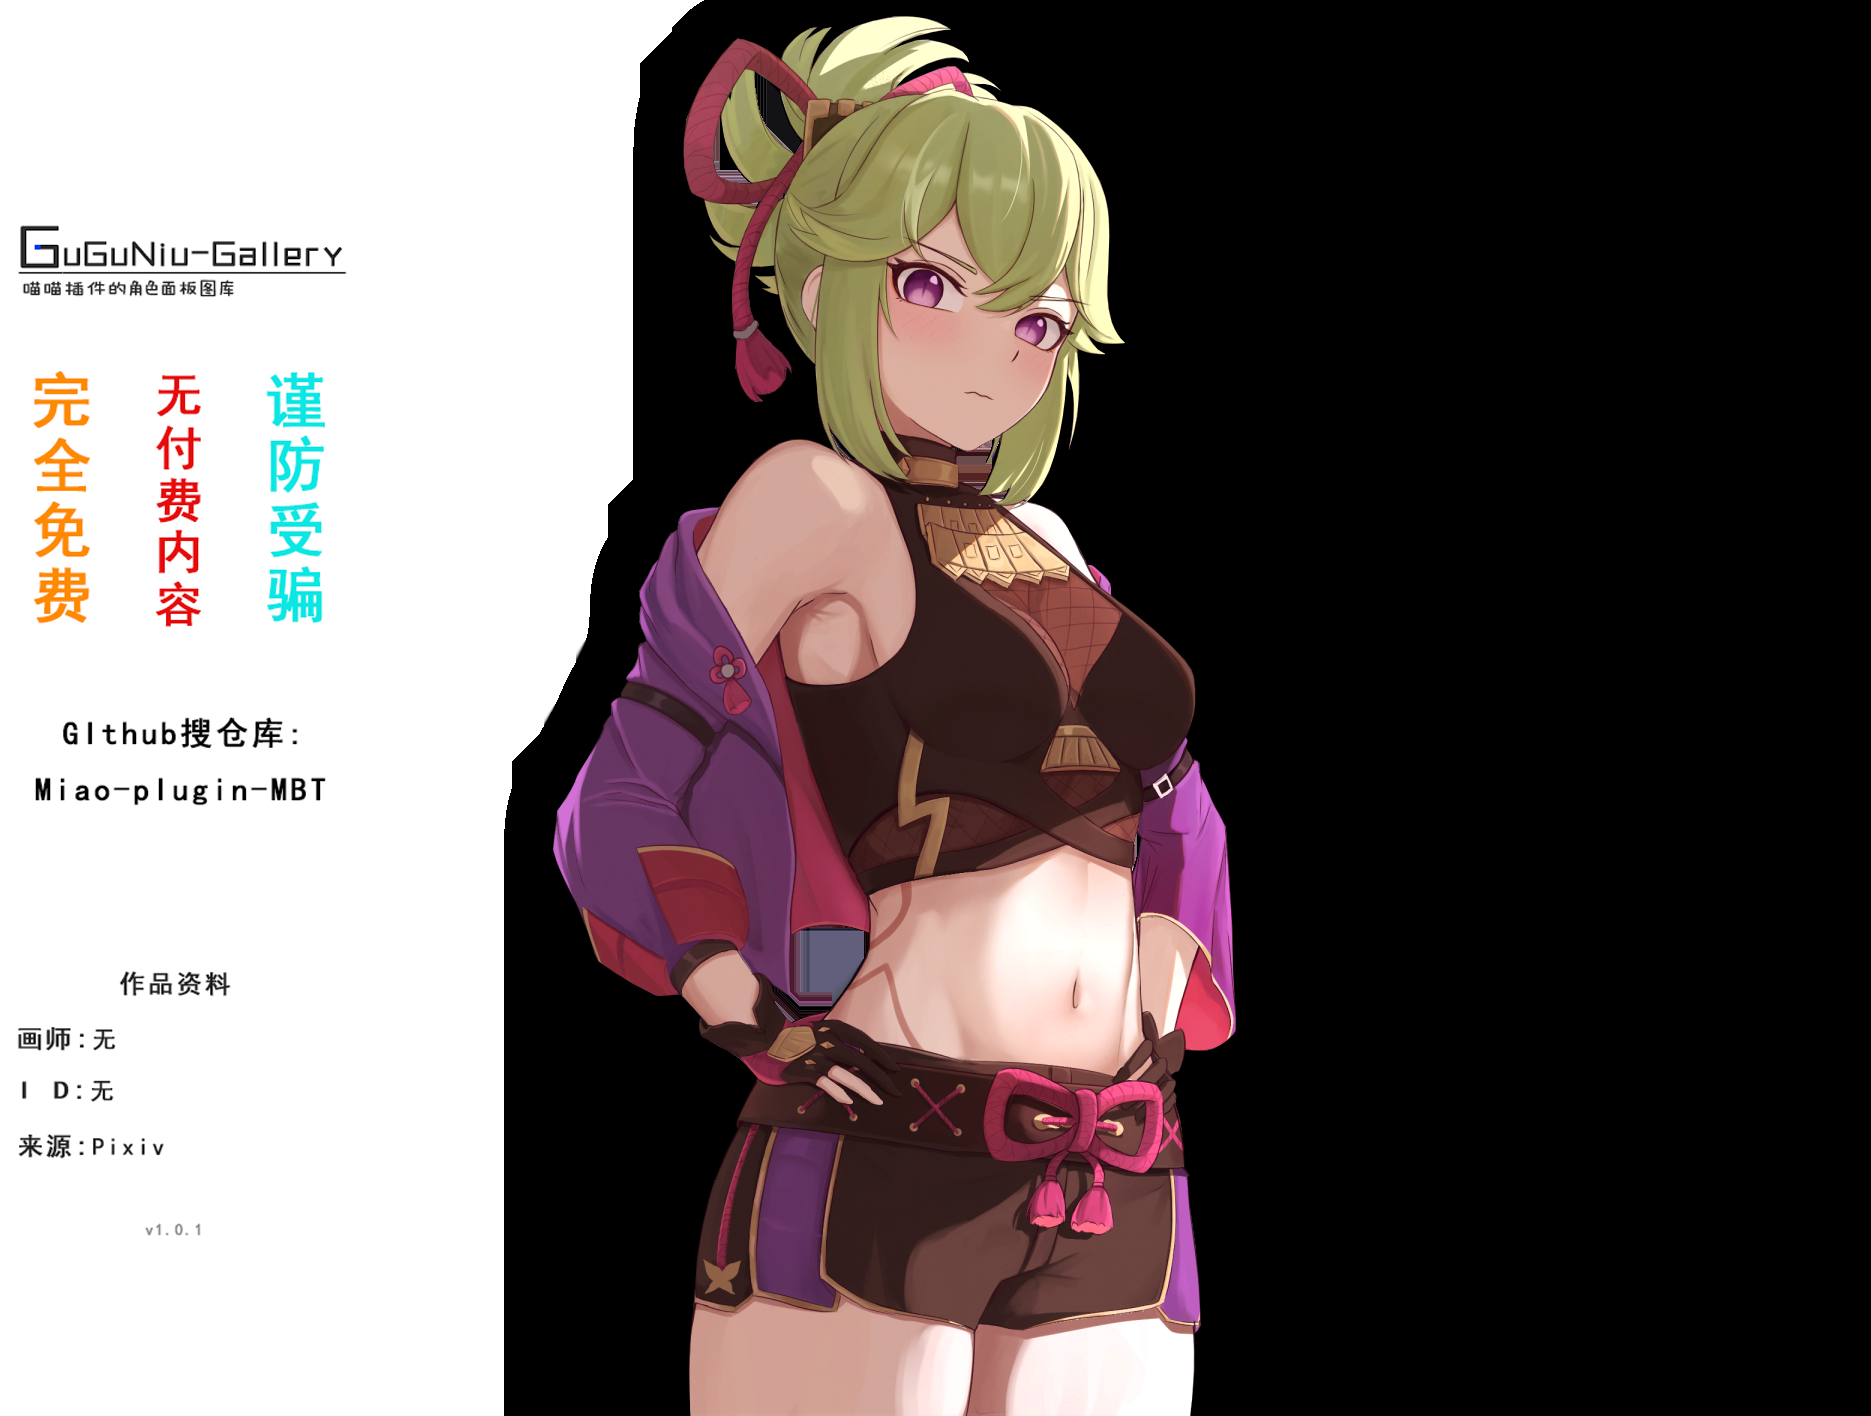 GuGuNiu-Gallery
喵喵插件的角色面板图库
完全免费
无付费内容
谨防受骗
GIthub搜仓库:
Miao-plugin-MBT
作品资料
画师:无
I D:无
来源:Pixiv
v1.0.1